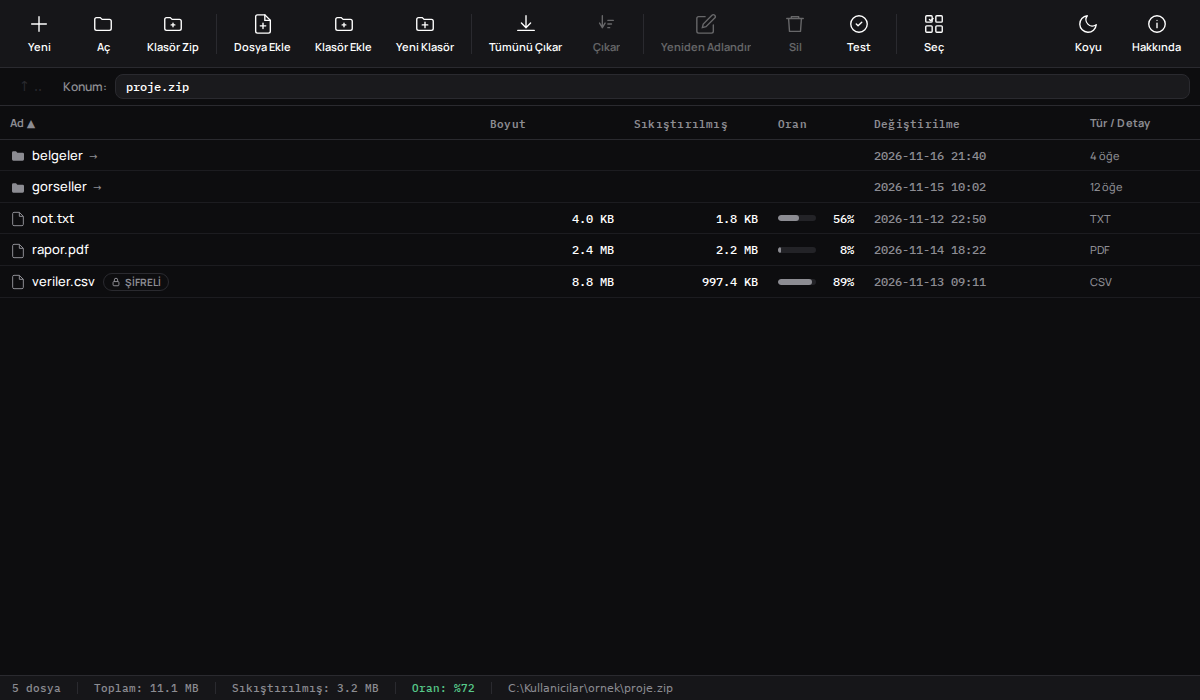 Yeni Aç Klasör Zip Dosya Ekle Klasör Ekle Yeni Klasör Tümünü Çıkar Çıkar Yeniden Adlandır Sil Test Seç Koyu Hakkında
↑ .. Konum: proje.zip
Ad ▲ Boyut Sıkıştırılmış Oran Değiştirilme Tür / Detay
belgeler → 2026-11-16 21:40 4 öğe
gorseller → 2026-11-15 10:02 12 öğe
not.txt 4.0 KB 1.8 KB 56% 2026-11-12 22:50 TXT
rapor.pdf 2.4 MB 2.2 MB 8% 2026-11-14 18:22 PDF
veriler.csv ŞİFRELİ 8.8 MB 997.4 KB 89% 2026-11-13 09:11 CSV
5 dosya Toplam: 11.1 MB Sıkıştırılmış: 3.2 MB Oran: %72 C:\Kullanicilar\ornek\proje.zip